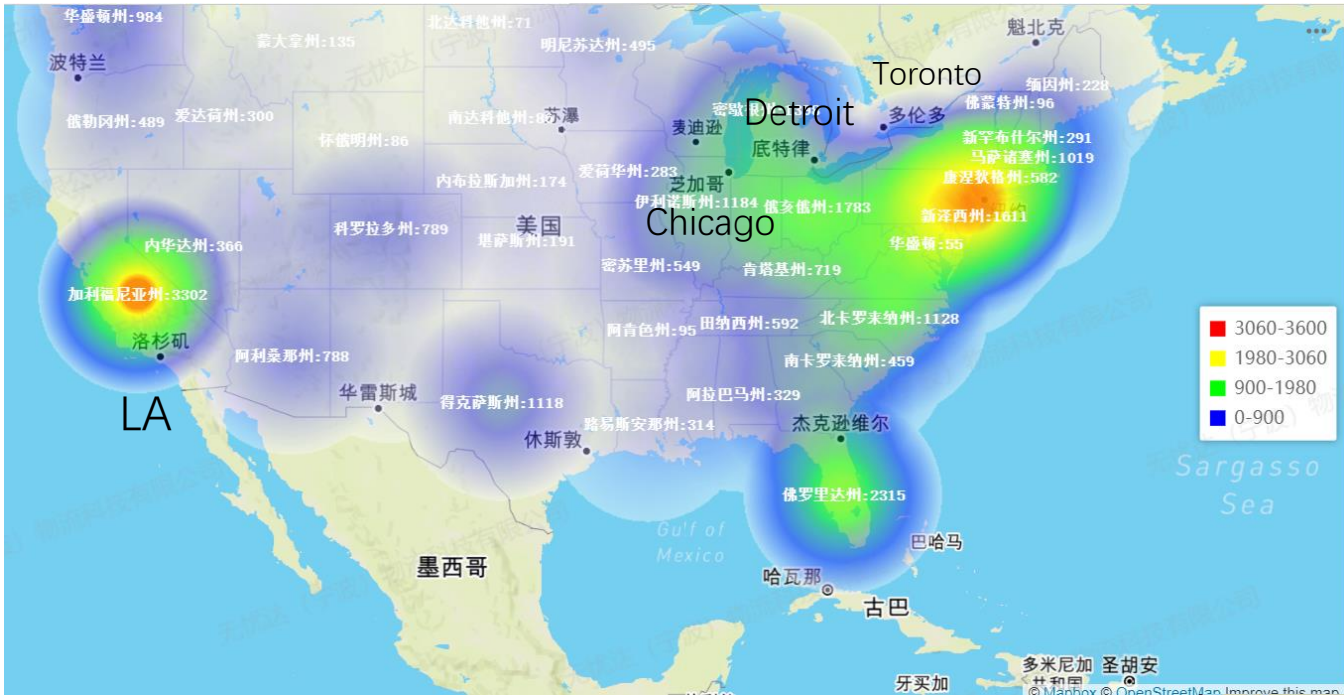 华盛顿州:984
北达科他州:71
魁北克
蒙大拿州:135
明尼苏达州:495
波特兰
Toronto
缅因州:228
Detroit
佛蒙特州:96
俄勒冈州:489
爱达荷州:300
苏瀑
多伦多
怀俄明州:86
麦迪逊
新罕布什尔州:291
底特律
马萨诸塞州:1019
爱荷华州:283
内布拉斯加州:174
芝加哥
康涅狄格州:582
伊利诺斯州:1184
俄亥俄州:1783
Chicago
新泽西州:1611
科罗拉多州:789
美国
堪萨斯州:191
内华达州:366
华盛顿:55
密苏里州:549
肯塔基州:719
加利福尼亚州:3302
阿肯色州:95
田纳西州:592
北卡罗来纳州:1128
3060-3600
1980-3060
900-1980
0-900
洛杉矶
阿利桑那州:788
南卡罗来纳州:459
华雷斯城
得克萨斯州:1118
阿拉巴马州:329
LA
路易斯安那州:314
杰克逊维尔
休斯敦
Sargasso
Sea
佛罗里达州:2315
Gulf of
Mexico
巴哈马
墨西哥
哈瓦那
古巴
多米尼加
共和国
圣胡安
牙买加
© Mapbox © OpenStreetMap Improve this map